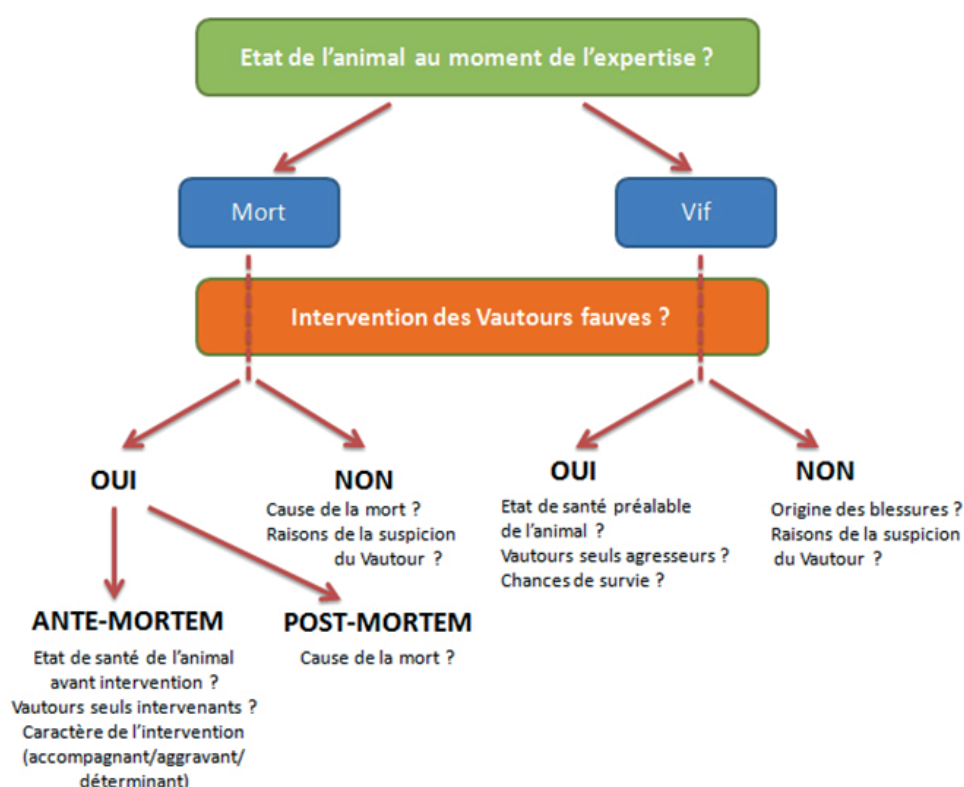 Etat de l'animal au moment de l'expertise ?
Mort
Vif
Intervention des Vautours fauves ?
OUI
NON
Cause de la mort ?
Raisons de la suspicion
du Vautour ?
OUI
Etat de santé préalable
de l'animal ?
Vautours seuls agresseurs ?
Chances de survie ?
NON
Origine des blessures ?
Raisons de la suspicion
du Vautour ?
ANTE-MORTEM
Etat de santé de l'animal
avant intervention ?
Vautours seuls intervenants ?
Caractère de l'intervention
(accompagnant/aggravant/
déterminant)
POST-MORTEM
Cause de la mort ?